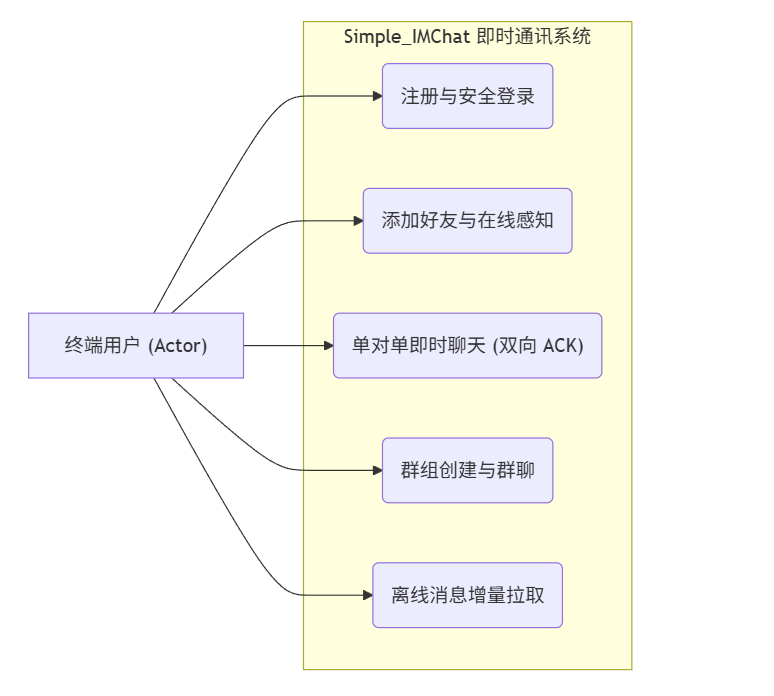 Simple_IMChat 即时通讯系统
注册与安全登录
添加好友与在线感知
终端用户 (Actor)
单对单即时聊天 (双向 ACK)
群组创建与群聊
离线消息增量拉取